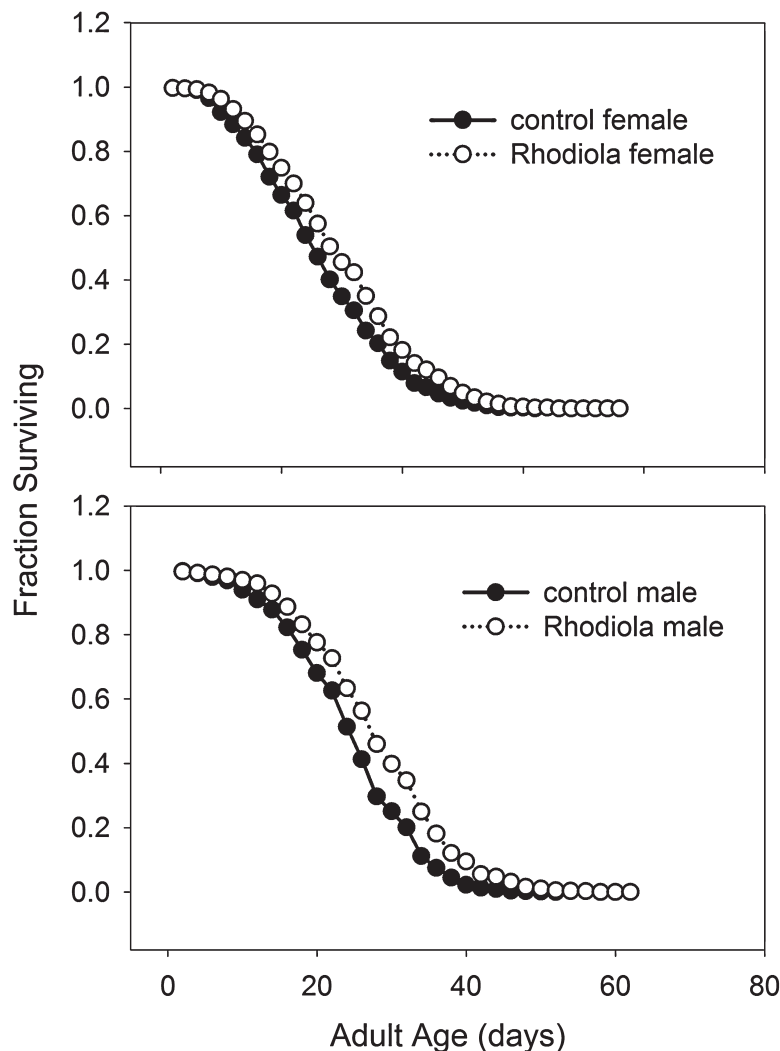 1.2
1.0
0.8
0.6
0.4
0.2
0.0
control female
Rhodiola female
Fraction Surviving
1.2
1.0
0.8
0.6
0.4
0.2
0.0
control male
Rhodiola male
0 20 40 60 80
Adult Age (days)